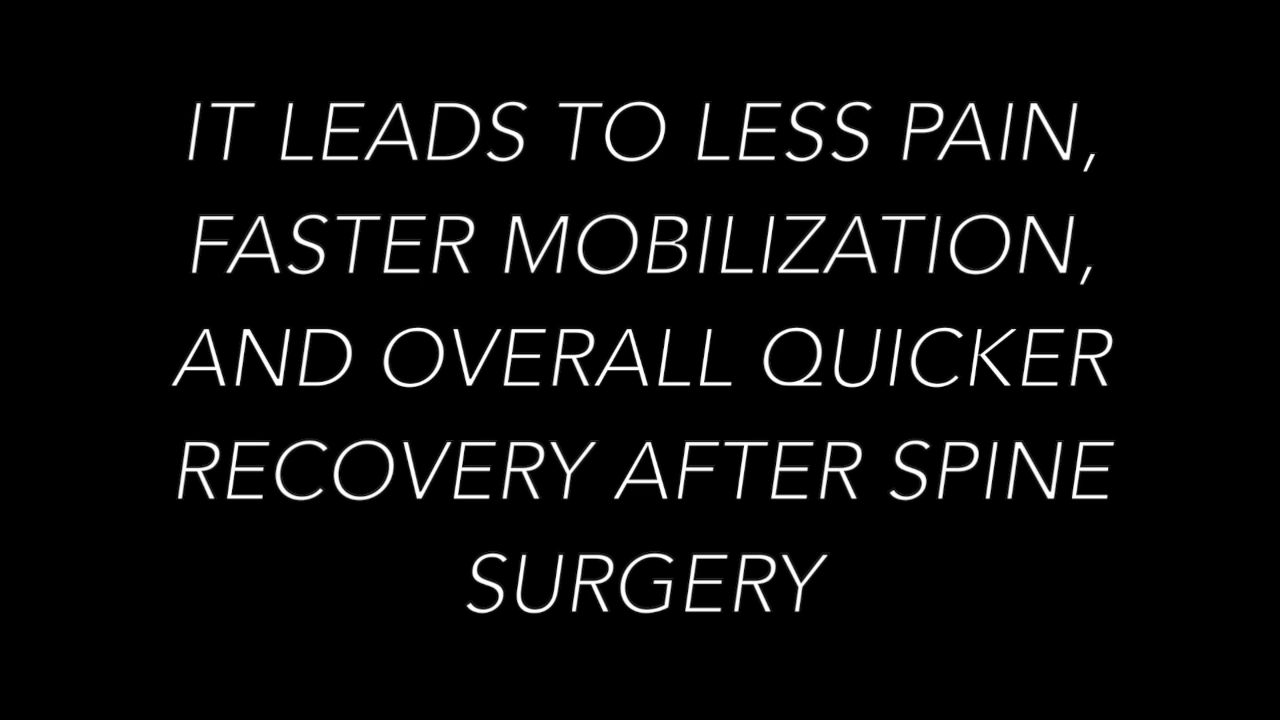 IT LEADS TO LESS PAIN,
FASTER MOBILIZATION,
AND OVERALL QUICKER
RECOVERY AFTER SPINE
SURGERY